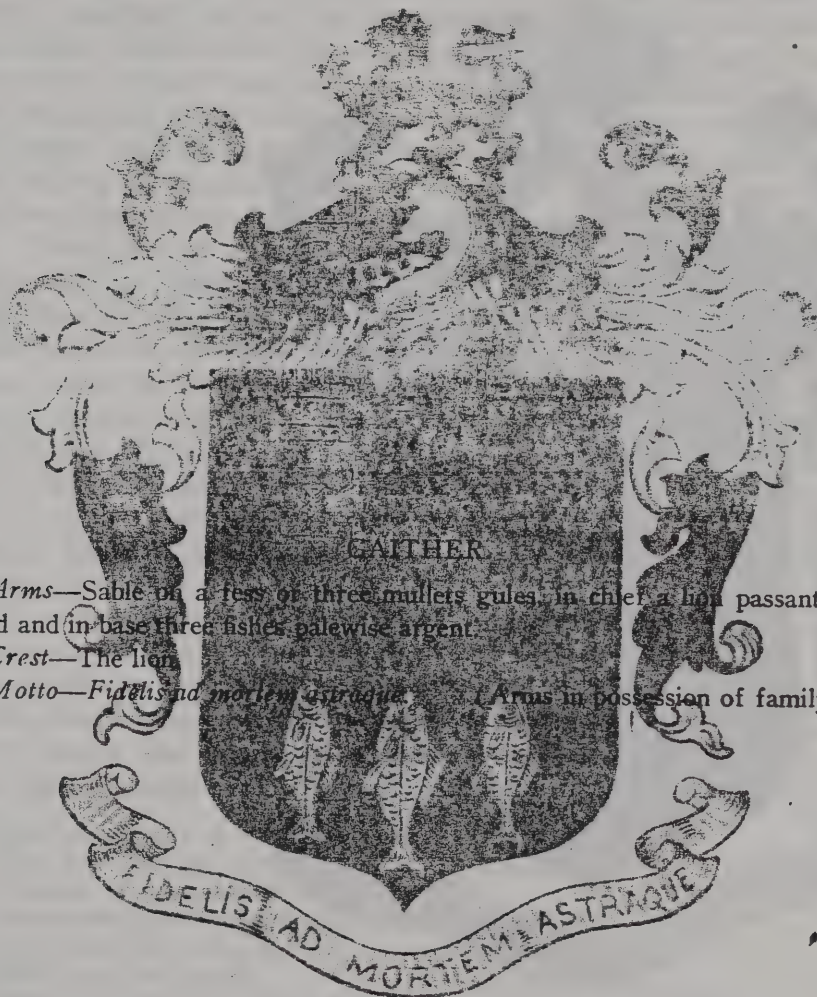 GAITHER
Arms—Sable on a fess or three mullets gules, in chief a lion passant
d and in base three fishes palewise argent.
Crest—The lion
Motto—Fidelis ad mortem astraque. (Arms in possession of family
FIDELIS AD MORTEM ASTRAQUE